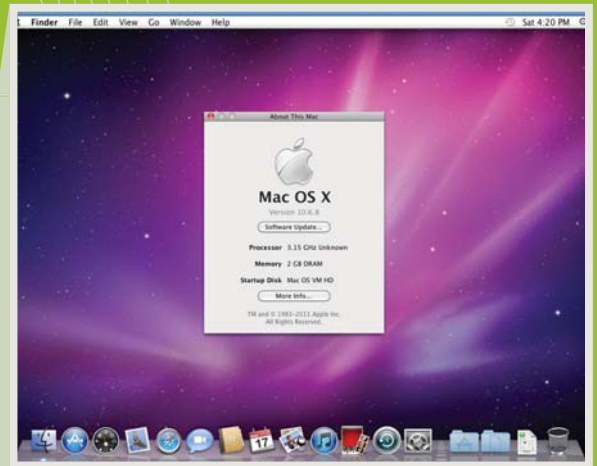 Finder File Edit View Go Window Help
Sat 4:20 PM
About This Mac
Mac OS X
Version 10.6.8
Software Update...
Processor 3.15 GHz Unknown
Memory 2 GB DRAM
Startup Disk Mac OS VM HD
More Info...
TM and © 1983-2011 Apple Inc.
All Rights Reserved.
17